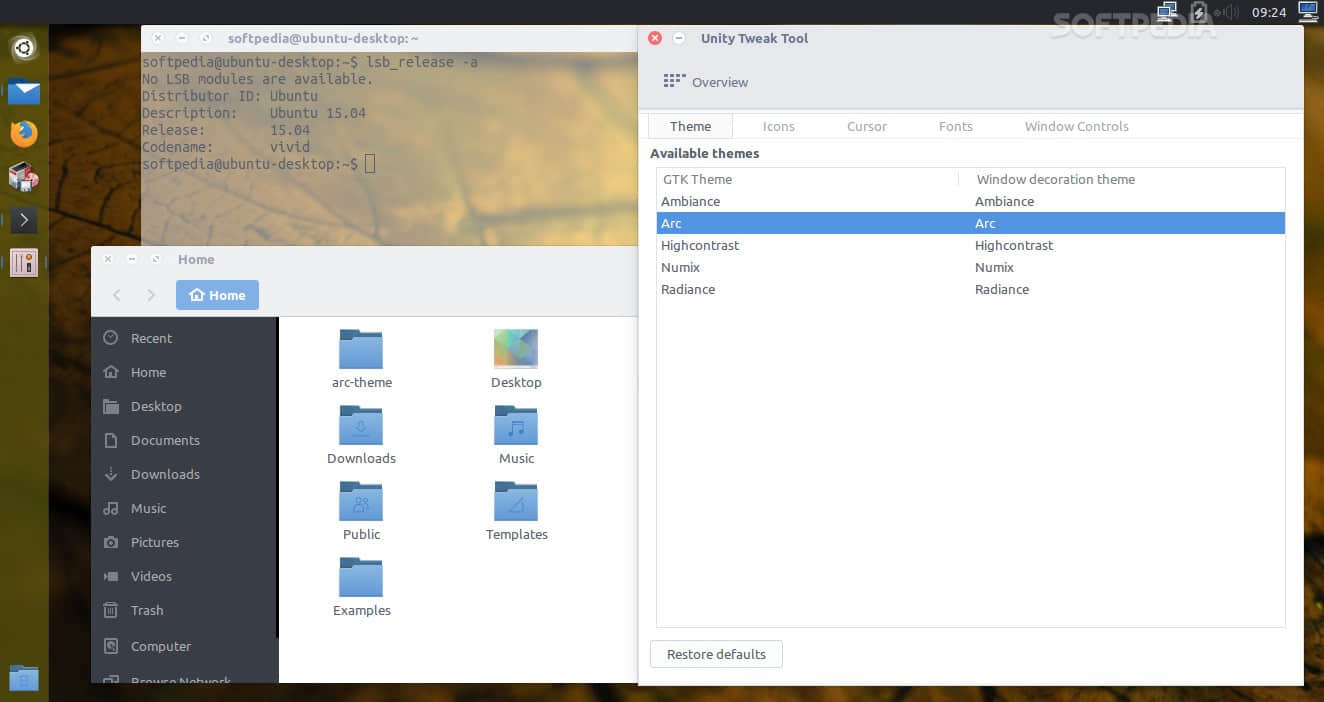 SOFTPEDIA
09:24
softpedia@ubuntu-desktop: ~
softpedia@ubuntu-desktop:~$ lsb_release -a
No LSB modules are available.
Distributor ID: Ubuntu
Description: Ubuntu 15.04
Release: 15.04
Codename: vivid
softpedia@ubuntu-desktop:~$
Home
Home
Recent
Home
Desktop
Documents
Downloads
Music
Pictures
Videos
Trash
Computer
Browse Network
arc-theme
Desktop
Downloads
Music
Public
Templates
Examples
Unity Tweak Tool
Overview
Theme Icons Cursor Fonts Window Controls
Available themes
GTK Theme Window decoration theme
Ambiance Ambiance
Arc Arc
Highcontrast Highcontrast
Numix Numix
Radiance Radiance
Restore defaults